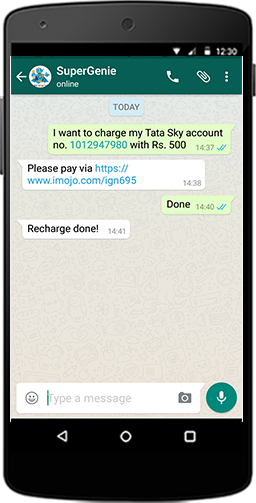 12:30
SuperGenie
online
TODAY
I want to charge my Tata Sky account
no. 1012947980 with Rs. 500 14:37
Please pay via https://
www.imojo.com/ign695 14:38
Done 14:40
Recharge done! 14:41
Type a message